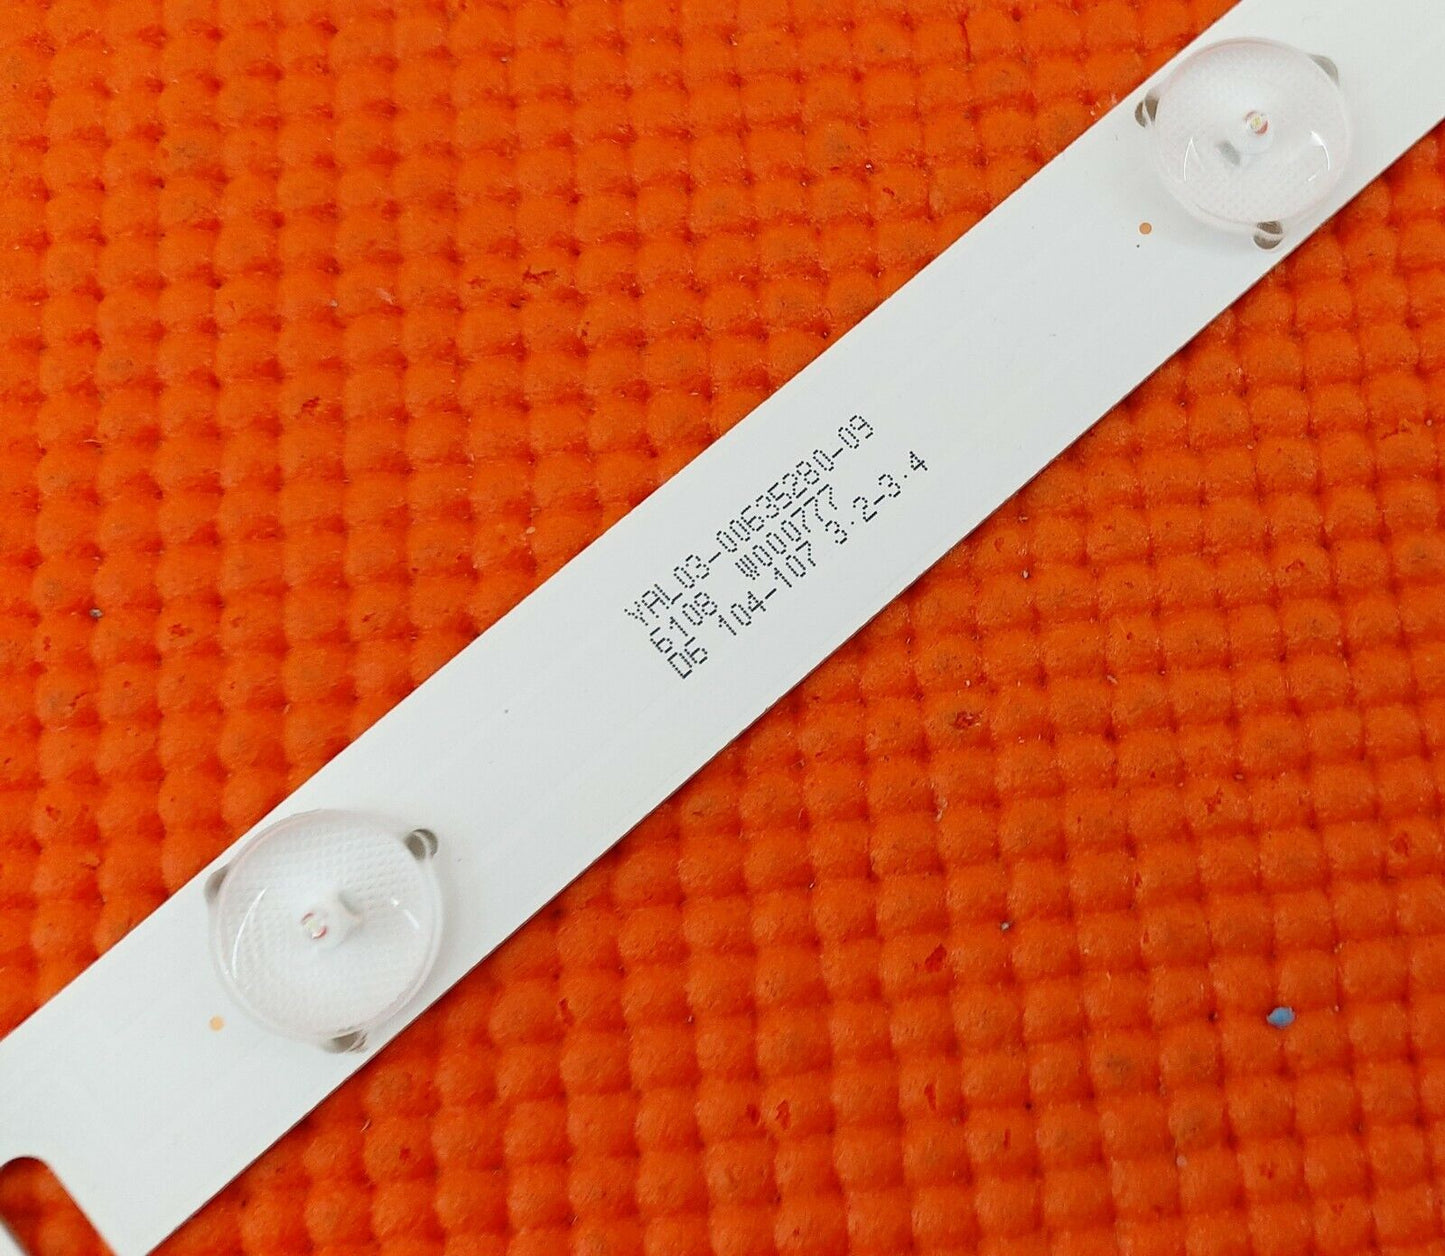 YAL03-00635280-09
6108 W000777
D6 104-107 3.2-3.4